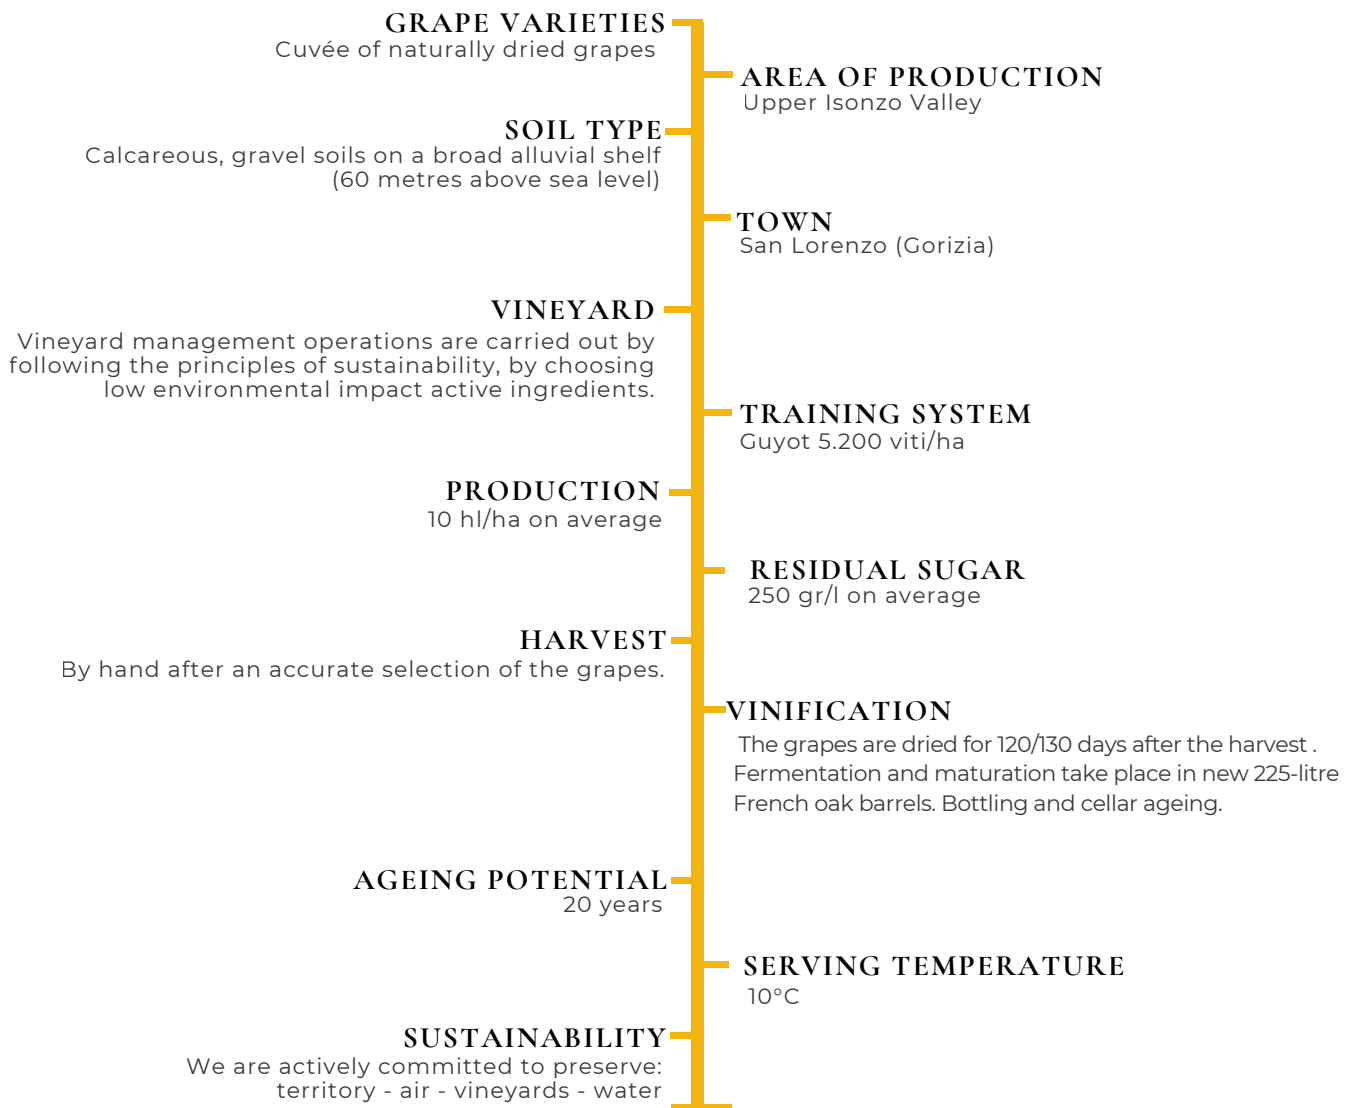 GRAPE VARIETIES
Cuvée of naturally dried grapes
AREA OF PRODUCTION
Upper Isonzo Valley
SOIL TYPE
Calcareous, gravel soils on a broad alluvial shelf
(60 metres above sea level)
TOWN
San Lorenzo (Gorizia)
VINEYARD
Vineyard management operations are carried out by
following the principles of sustainability, by choosing
low environmental impact active ingredients.
TRAINING SYSTEM
Guyot 5.200 viti/ha
PRODUCTION
10 hl/ha on average
RESIDUAL SUGAR
250 gr/l on average
HARVEST
By hand after an accurate selection of the grapes.
VINIFICATION
The grapes are dried for 120/130 days after the harvest .
Fermentation and maturation take place in new 225-litre
French oak barrels. Bottling and cellar ageing.
AGEING POTENTIAL
20 years
SERVING TEMPERATURE
10°C
SUSTAINABILITY
We are actively committed to preserve:
territory - air - vineyards - water